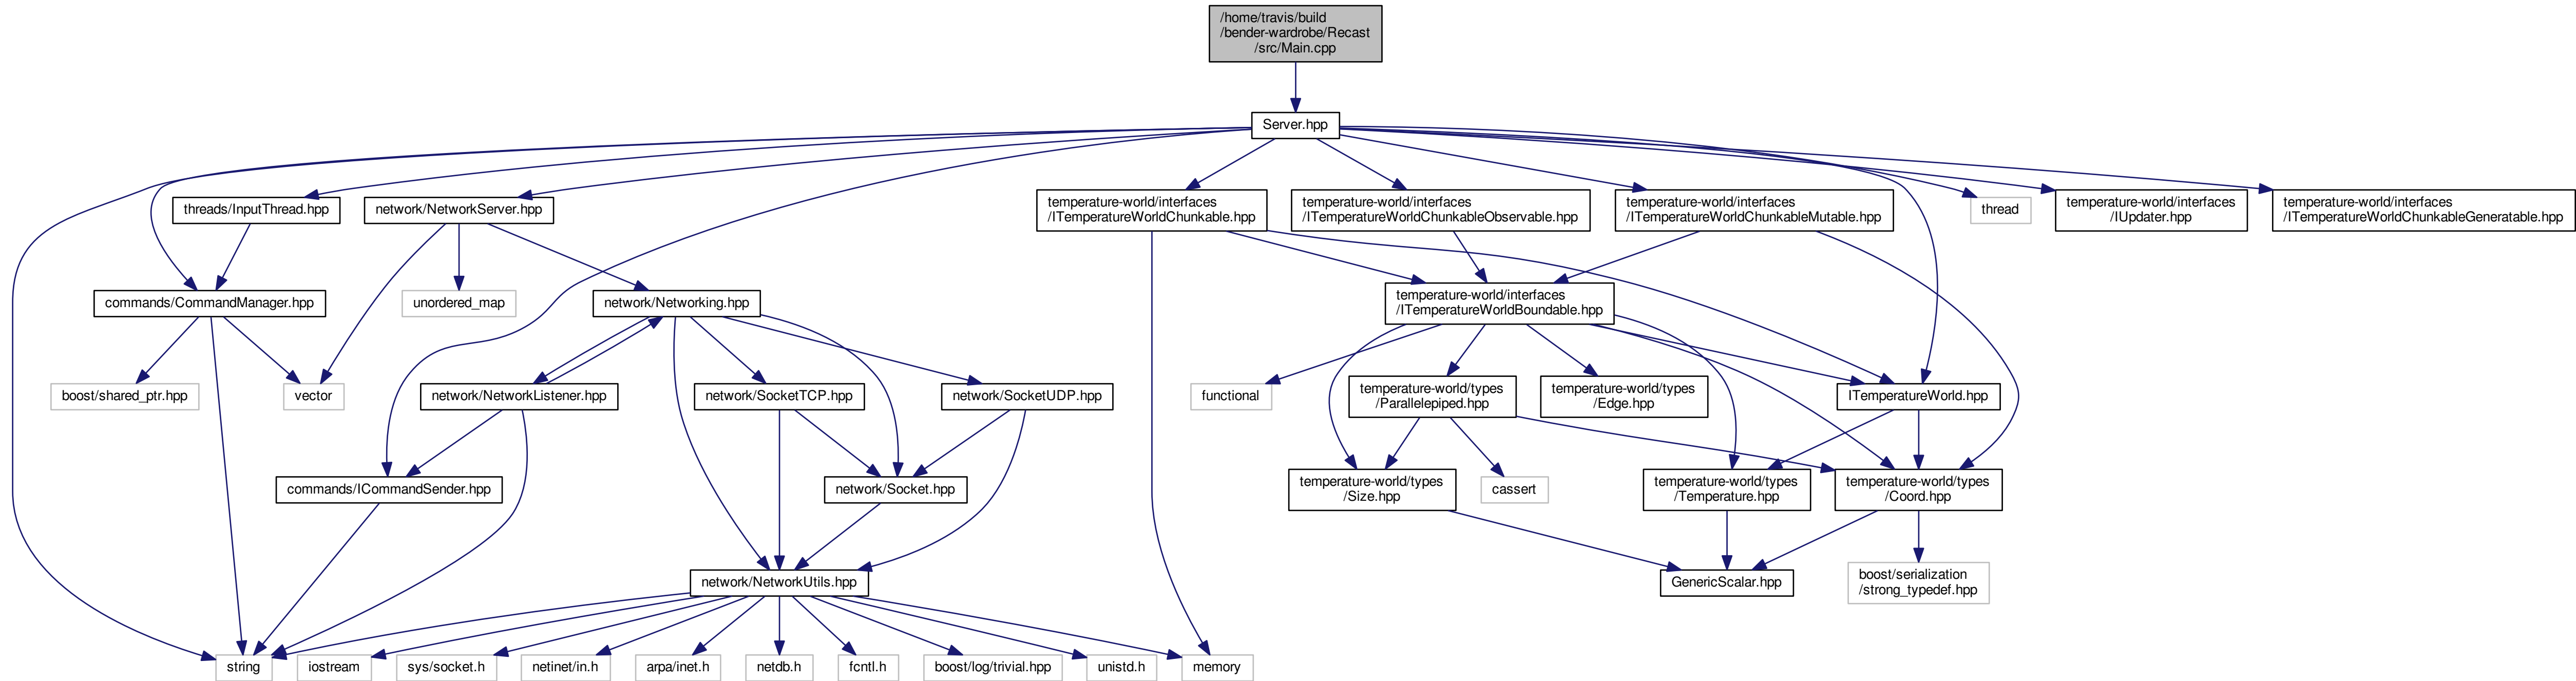 /home/travis/build
/bender-wardrobe/Recast
/src/Main.cpp
Server.hpp
threads/InputThread.hpp
network/NetworkServer.hpp
temperature-world/interfaces
/ITemperatureWorldChunkable.hpp
temperature-world/interfaces
/ITemperatureWorldChunkableObservable.hpp
temperature-world/interfaces
/ITemperatureWorldChunkableMutable.hpp
thread
temperature-world/interfaces
/IUpdater.hpp
temperature-world/interfaces
/ITemperatureWorldChunkableGeneratable.hpp
commands/CommandManager.hpp
unordered_map
network/Networking.hpp
temperature-world/interfaces
/ITemperatureWorldBoundable.hpp
boost/shared_ptr.hpp
vector
network/NetworkListener.hpp
network/SocketTCP.hpp
network/SocketUDP.hpp
functional
temperature-world/types
/Parallelepiped.hpp
temperature-world/types
/Edge.hpp
ITemperatureWorld.hpp
commands/ICommandSender.hpp
network/Socket.hpp
temperature-world/types
/Size.hpp
cassert
temperature-world/types
/Temperature.hpp
temperature-world/types
/Coord.hpp
network/NetworkUtils.hpp
GenericScalar.hpp
boost/serialization
/strong_typedef.hpp
string
iostream
sys/socket.h
netinet/in.h
arpa/inet.h
netdb.h
fcntl.h
boost/log/trivial.hpp
unistd.h
memory